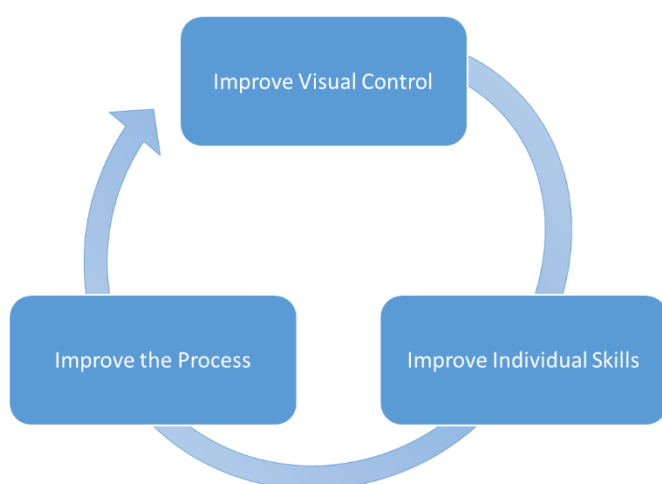 Improve Visual Control
Improve the Process
Improve Individual Skills